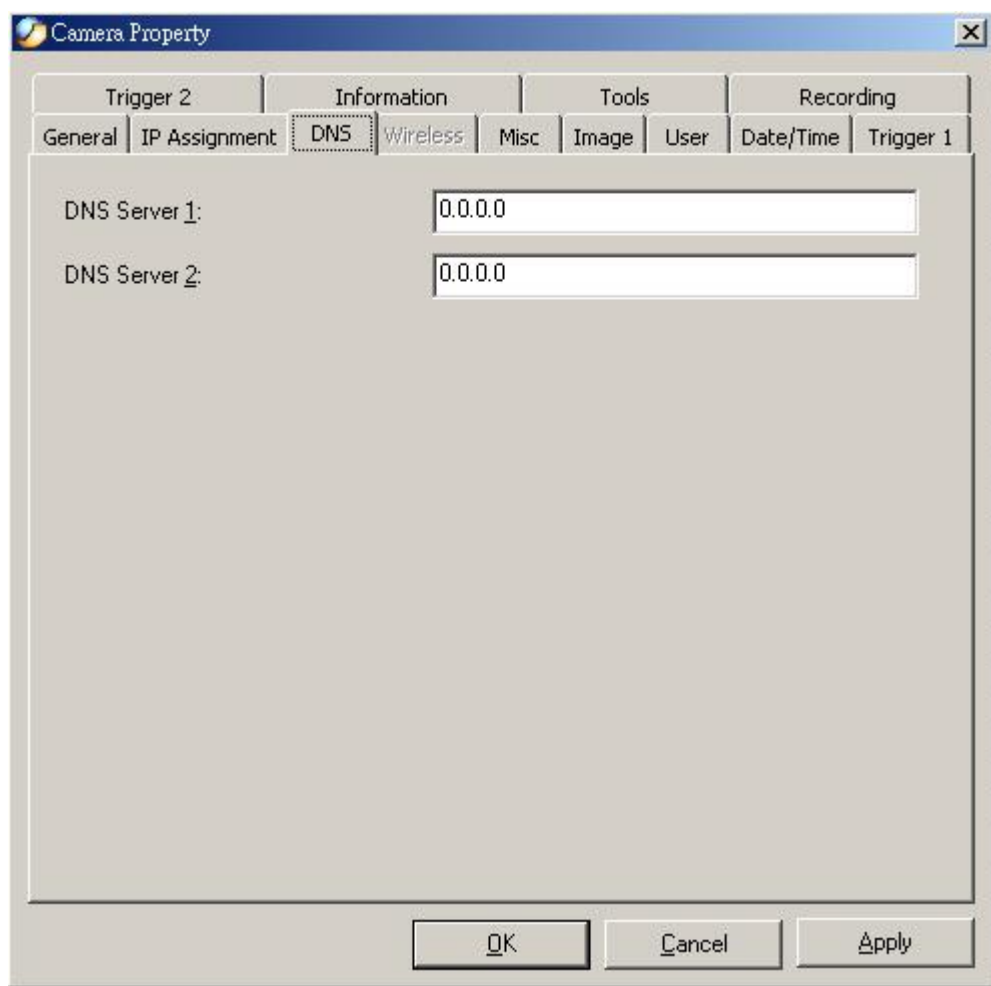 Camera Property
Trigger 2 Information Tools Recording
General IP Assignment DNS Wireless Misc Image User Date/Time Trigger 1
DNS Server 1: 0.0.0.0
DNS Server 2: 0.0.0.0
OK Cancel Apply